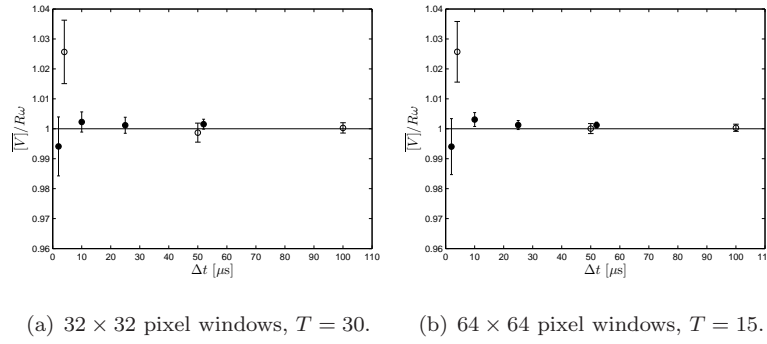 1.04
1.03
1.02
1.01
1
0.99
0.98
0.97
0.96
0 10 20 30 40 50 60 70 80 90 100 110
[V]/Rω
Δt [μs]
1.04
1.03
1.02
1.01
1
0.99
0.98
0.97
0.96
0 10 20 30 40 50 60 70 80 90 100 110
[V]/Rω
Δt [μs]
(a) 32 × 32 pixel windows, T = 30.
(b) 64 × 64 pixel windows, T = 15.